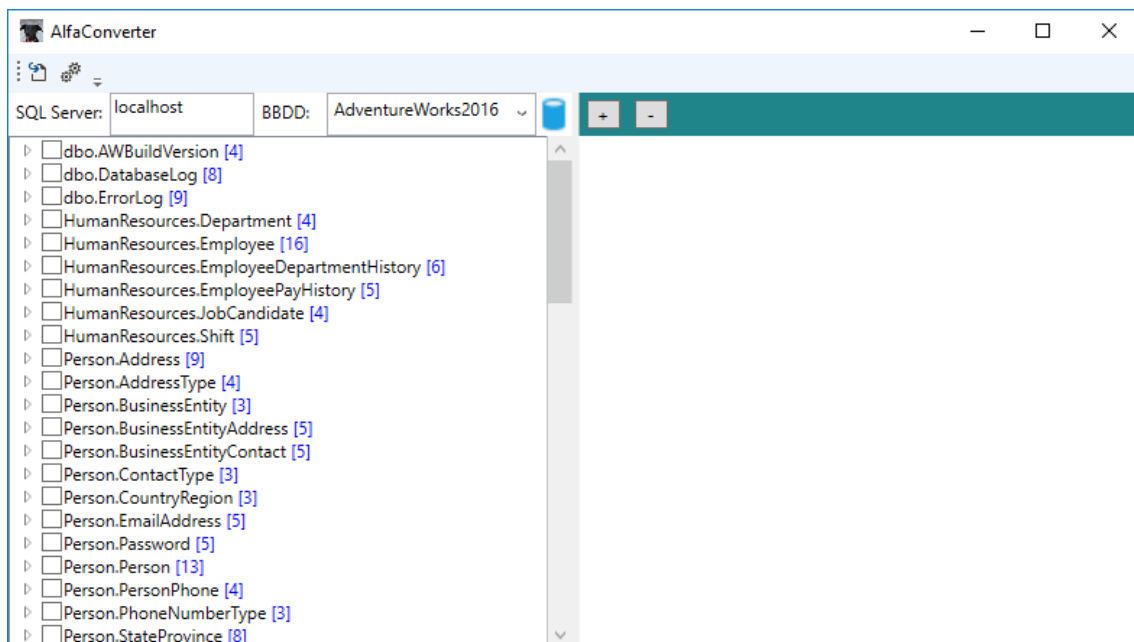 AlfaConverter
SQL Server: localhost BBDD: AdventureWorks2016 + -
dbo.AWBuildVersion [4]
dbo.DatabaseLog [8]
dbo.ErrorLog [9]
HumanResources.Department [4]
HumanResources.Employee [16]
HumanResources.EmployeeDepartmentHistory [6]
HumanResources.EmployeePayHistory [5]
HumanResources.JobCandidate [4]
HumanResources.Shift [5]
Person.Address [9]
Person.AddressType [4]
Person.BusinessEntity [3]
Person.BusinessEntityAddress [5]
Person.BusinessEntityContact [5]
Person.ContactType [3]
Person.CountryRegion [3]
Person.EmailAddress [5]
Person.Password [5]
Person.Person [13]
Person.PersonPhone [4]
Person.PhoneNumberType [3]
Person.StateProvince [8]